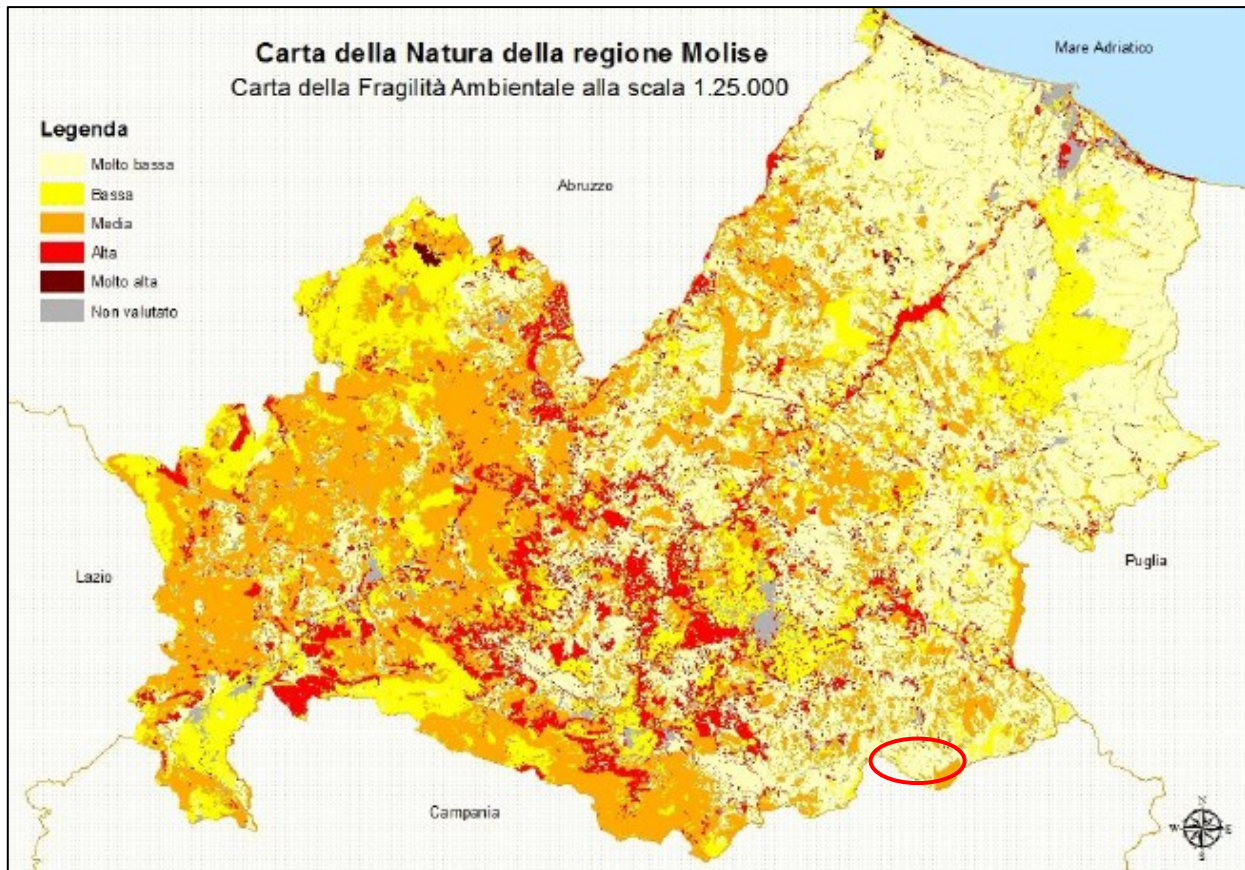 Carta della Natura della regione Molise
Carta della Fragilità Ambientale alla scala 1:25.000
Mare Adriatico
Legenda
Molto bassa
Bassa
Media
Alta
Molto alta
Non valutato
Abruzzo
Lazio
Puglia
Campania
N
W
E
S